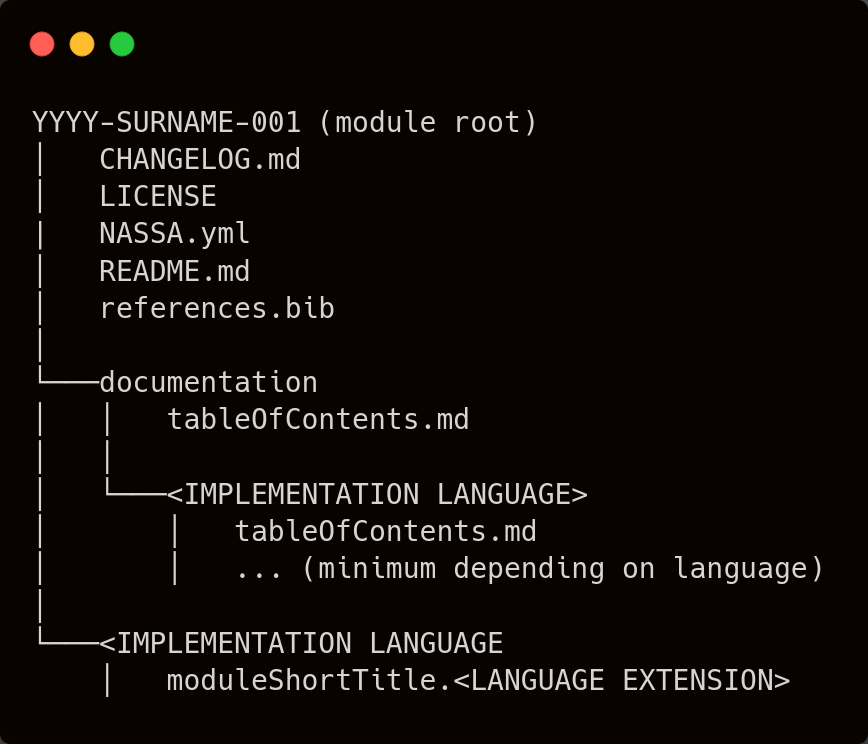 YYYY-SURNAME-001 (module root)
│   CHANGELOG.md
│   LICENSE
│   NASSA.yml
│   README.md
│   references.bib
│
└───documentation
│   │   tableOfContents.md
│   │
│   └───<IMPLEMENTATION LANGUAGE>
│       │   tableOfContents.md
│       │   ... (minimum depending on language)
│
└───<IMPLEMENTATION LANGUAGE
    │   moduleShortTitle.<LANGUAGE EXTENSION>